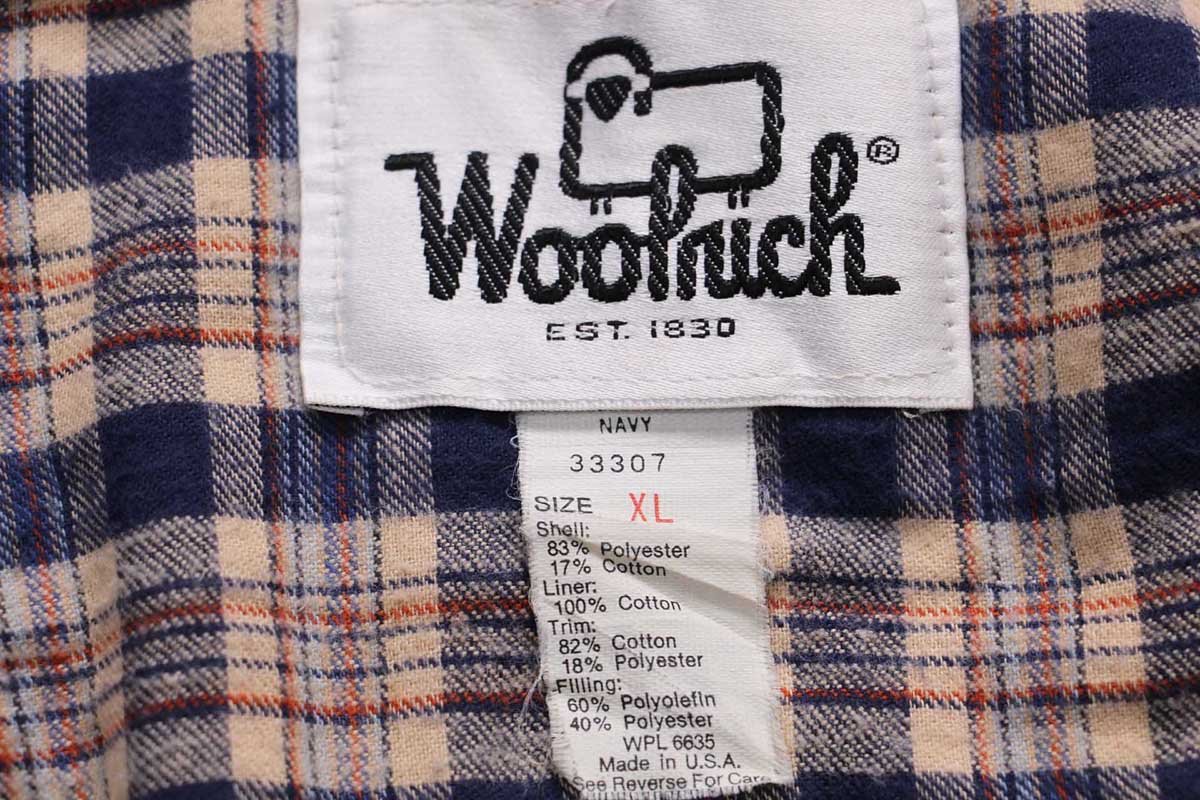 Woolrich®
EST. 1830
NAVY
33307
SIZE XL
Shell:
83% Polyester
17% Cotton
Liner:
100% Cotton
Trim:
82% Cotton
18% Polyester
Filling:
60% Polyolefin
40% Polyester
WPL 6635
Made in U.S.A.
See Reverse For Care